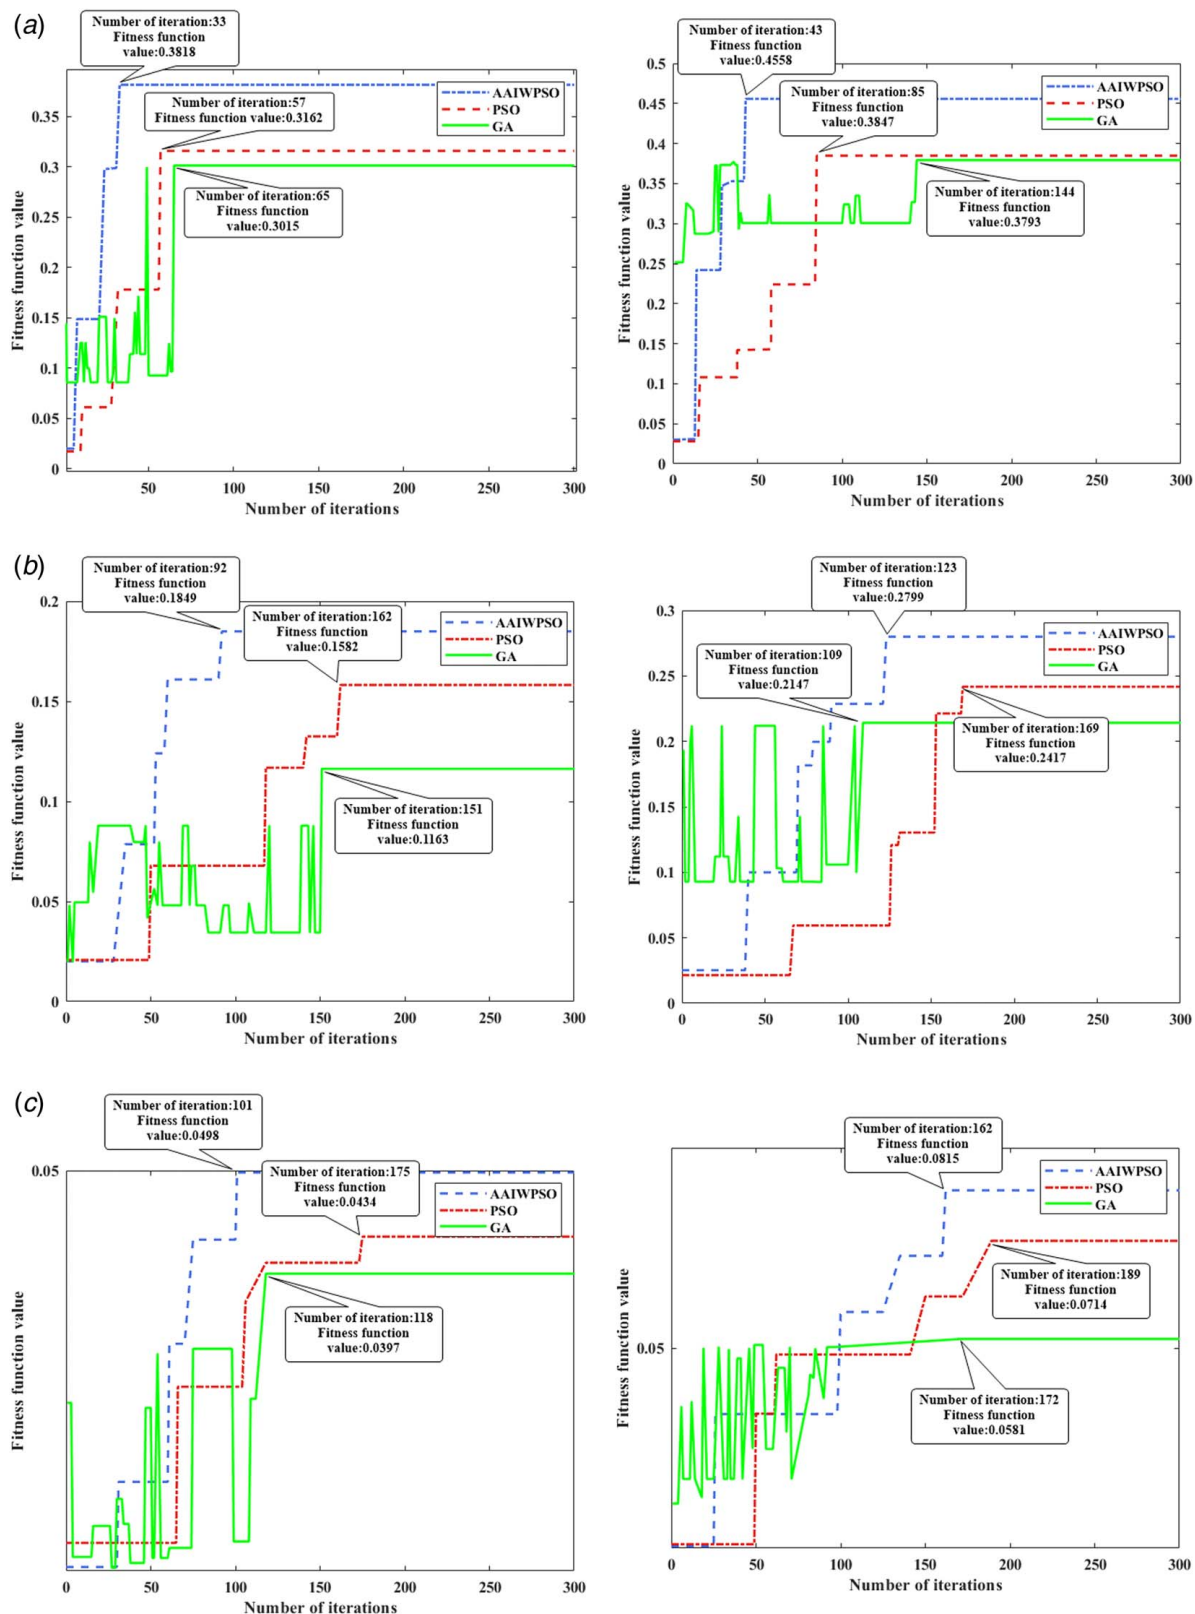 (a)
Number of iteration:33
Fitness function
value:0.3818
Number of iteration:57
Fitness function value:0.3162
Number of iteration:65
Fitness function
value:0.3015
AAIWPSO
PSO
GA
0.35
0.3
0.25
0.2
0.15
0.1
0.05
0
50
100
150
200
250
300
Fitness function value
Number of iterations
Number of iteration:43
Fitness function
value:0.4558
Number of iteration:85
Fitness function
value:0.3847
Number of iteration:144
Fitness function
value:0.3793
AAIWPSO
PSO
GA
0.5
0.45
0.4
0.35
0.3
0.25
0.2
0.15
0.1
0.05
0
0
50
100
150
200
250
300
Fitness function value
Number of iterations
(b)
Number of iteration:92
Fitness function
value:0.1849
Number of iteration:162
Fitness function
value:0.1582
Number of iteration:151
Fitness function
value:0.1163
AAIWPSO
PSO
GA
0.2
0.15
0.1
0.05
0
0
50
100
150
200
250
300
Fitness function value
Number of iterations
Number of iteration:123
Fitness function
value:0.2799
Number of iteration:109
Fitness function
value:0.2147
Number of iteration:169
Fitness function
value:0.2417
AAIWPSO
PSO
GA
0.3
0.25
0.2
0.15
0.1
0.05
0
0
50
100
150
200
250
300
Fitness function value
Number of iterations
(c)
Number of iteration:101
Fitness function
value:0.0498
Number of iteration:175
Fitness function
value:0.0434
Number of iteration:118
Fitness function
value:0.0397
AAIWPSO
PSO
GA
0.05
0
50
100
150
200
250
300
Fitness function value
Number of iterations
Number of iteration:162
Fitness function
value:0.0815
Number of iteration:189
Fitness function
value:0.0714
Number of iteration:172
Fitness function
value:0.0581
AAIWPSO
PSO
GA
0.05
0
50
100
150
200
250
300
Fitness function value
Number of iterations